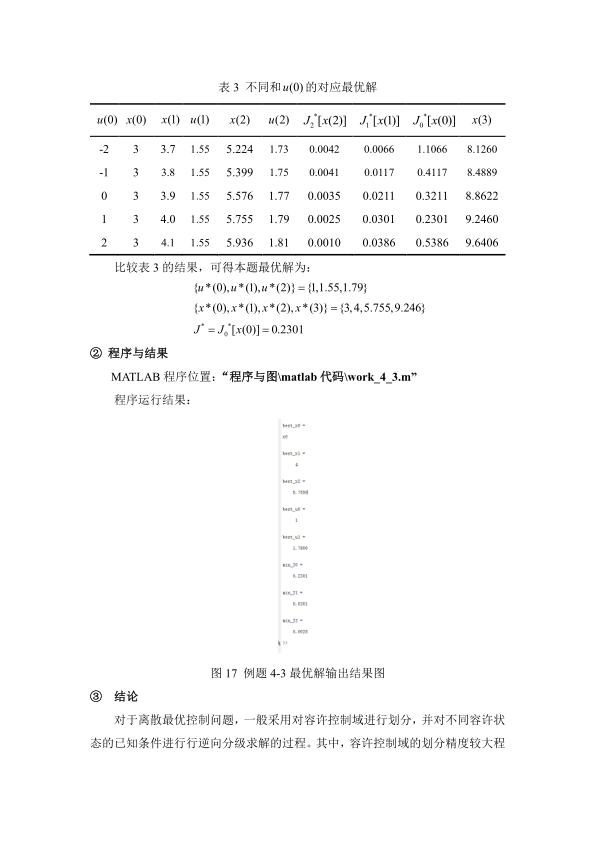 表 3 不同和u(0)的对应最优解
u(0) x(0) x(1) u(1) x(2) u(2) J₂*[x(2)] J₁*[x(1)] J₀*[x(0)] x(3)
-2 3 3.7 1.55 5.224 1.73 0.0042 0.0066 1.1066 8.1260
-1 3 3.8 1.55 5.399 1.75 0.0041 0.0117 0.4117 8.4889
0 3 3.9 1.55 5.576 1.77 0.0035 0.0211 0.3211 8.8622
1 3 4.0 1.55 5.755 1.79 0.0025 0.0301 0.2301 9.2460
2 3 4.1 1.55 5.936 1.81 0.0010 0.0386 0.5386 9.6406
比较表 3 的结果，可得本题最优解为：
{u*(0),u*(1),u*(2)} = {1,1.55,1.79}
{x*(0),x*(1),x*(2),x*(3)} = {3,4,5.755,9.246}
J* = J₀*[x(0)] = 0.2301
② 程序与结果
MATLAB 程序位置：“程序与图\matlab 代码\work_4_3.m”
程序运行结果：
best_x0 =
x0
best_x1 =
4
best_x2 =
best_u0 =
1
best_u1 =
1.7900
0.2301
0.0301
0.0025
>>
图 17 例题 4-3 最优解输出结果图
③ 结论
对于离散最优控制问题，一般采用对容许控制域进行划分，并对不同容许状
态的已知条件进行行逆向分级求解的过程。其中，容许控制域的划分精度较大程